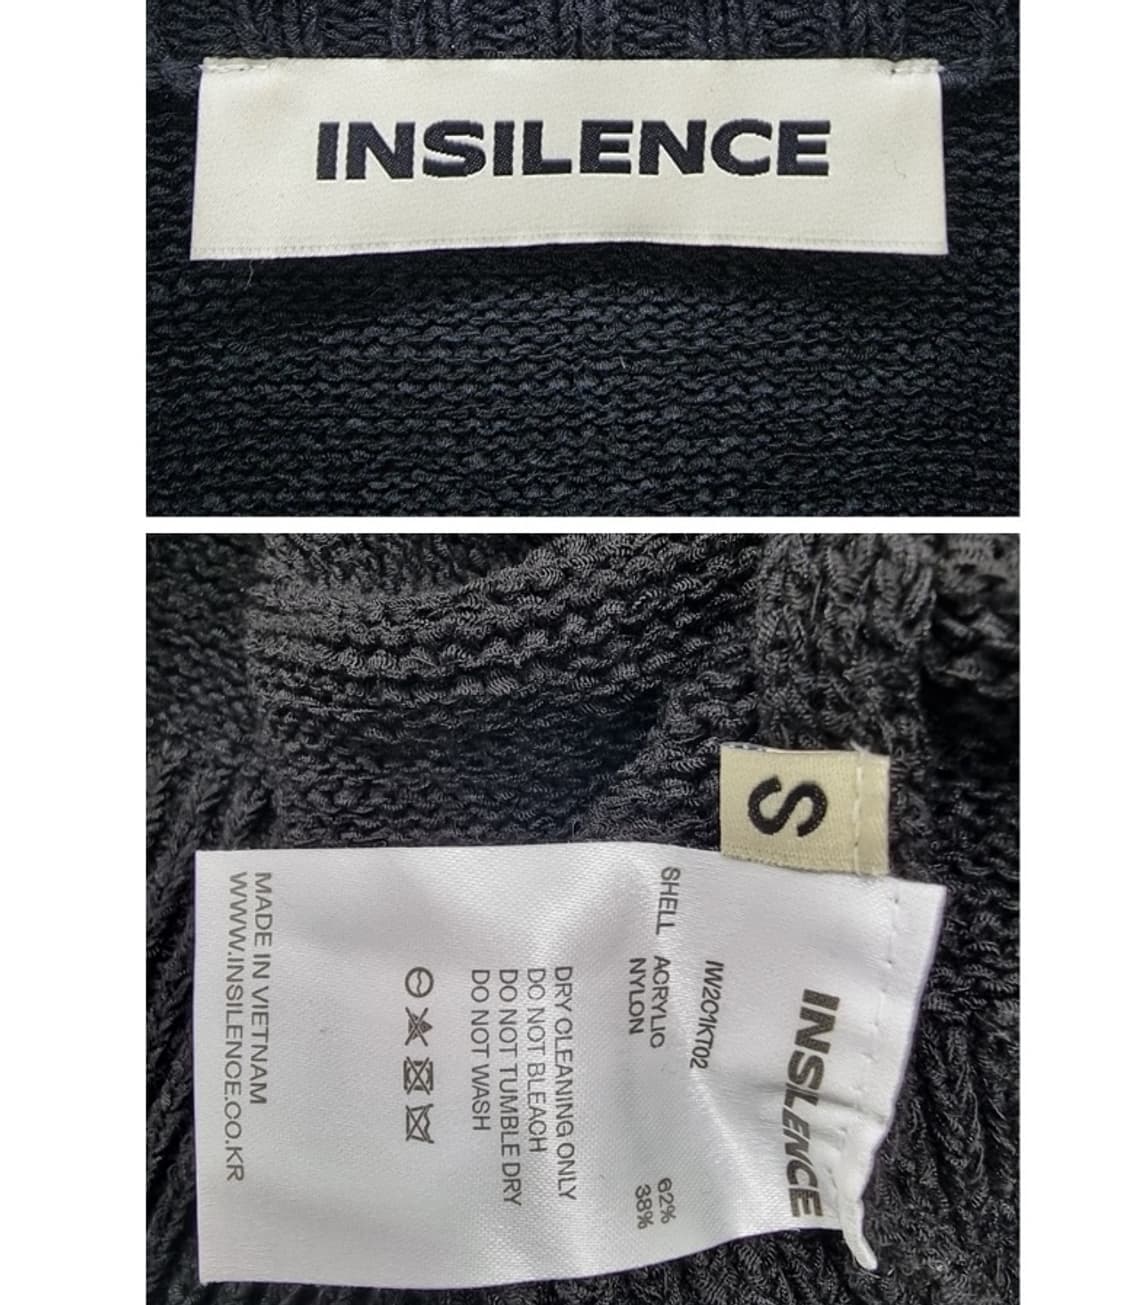 INSILENCE
S
INSILENCE
IW201KT02
SHELL ACRYLIC 62%
NYLON 38%
DRY CLEANING ONLY
DO NOT BLEACH
DO NOT TUMBLE DRY
DO NOT WASH
MADE IN VIETNAM
WWW.INSILENCE.CO.KR